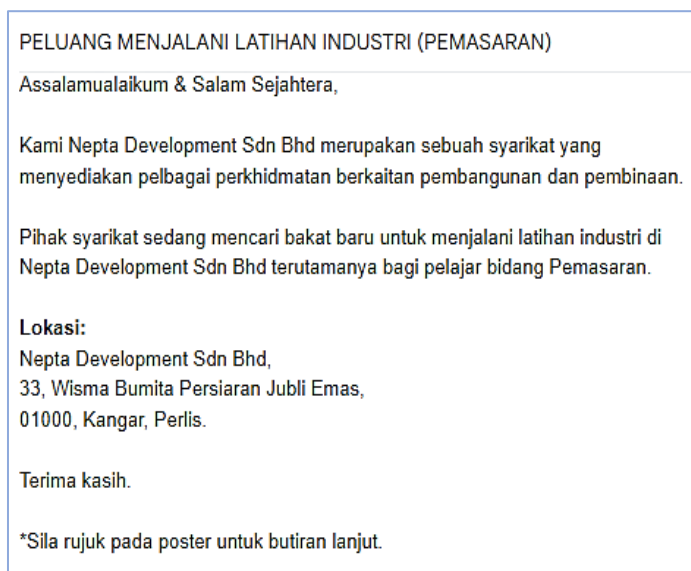 PELUANG MENJALANI LATIHAN INDUSTRI (PEMASARAN)
Assalamualaikum & Salam Sejahtera,
Kami Nepta Development Sdn Bhd merupakan sebuah syarikat yang
menyediakan pelbagai perkhidmatan berkaitan pembangunan dan pembinaan.
Pihak syarikat sedang mencari bakat baru untuk menjalani latihan industri di
Nepta Development Sdn Bhd terutamanya bagi pelajar bidang Pemasaran.
Lokasi:
Nepta Development Sdn Bhd,
33, Wisma Bumita Persiaran Jubli Emas,
01000, Kangar, Perlis.
Terima kasih.
*Sila rujuk pada poster untuk butiran lanjut.